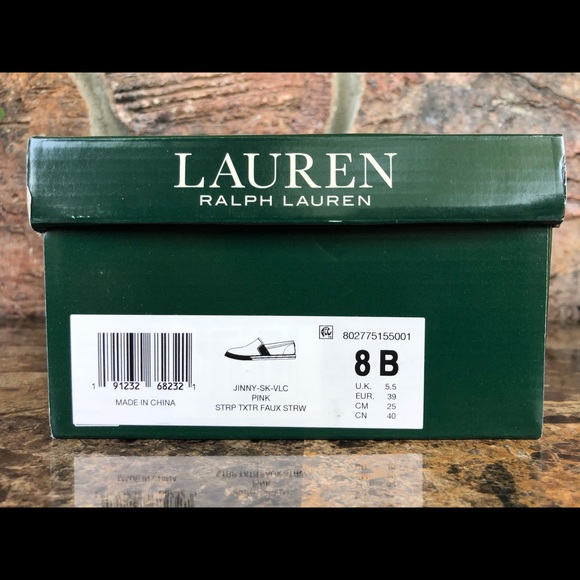 LAUREN
RALPH LAUREN
802775155001
8 B
U.K. 5.5
EUR. 39
CM 25
CN 40
JINNY-SK-VLC
PINK
STRP TXTR FAUX STRW
1 91232 68232 1
MADE IN CHINA